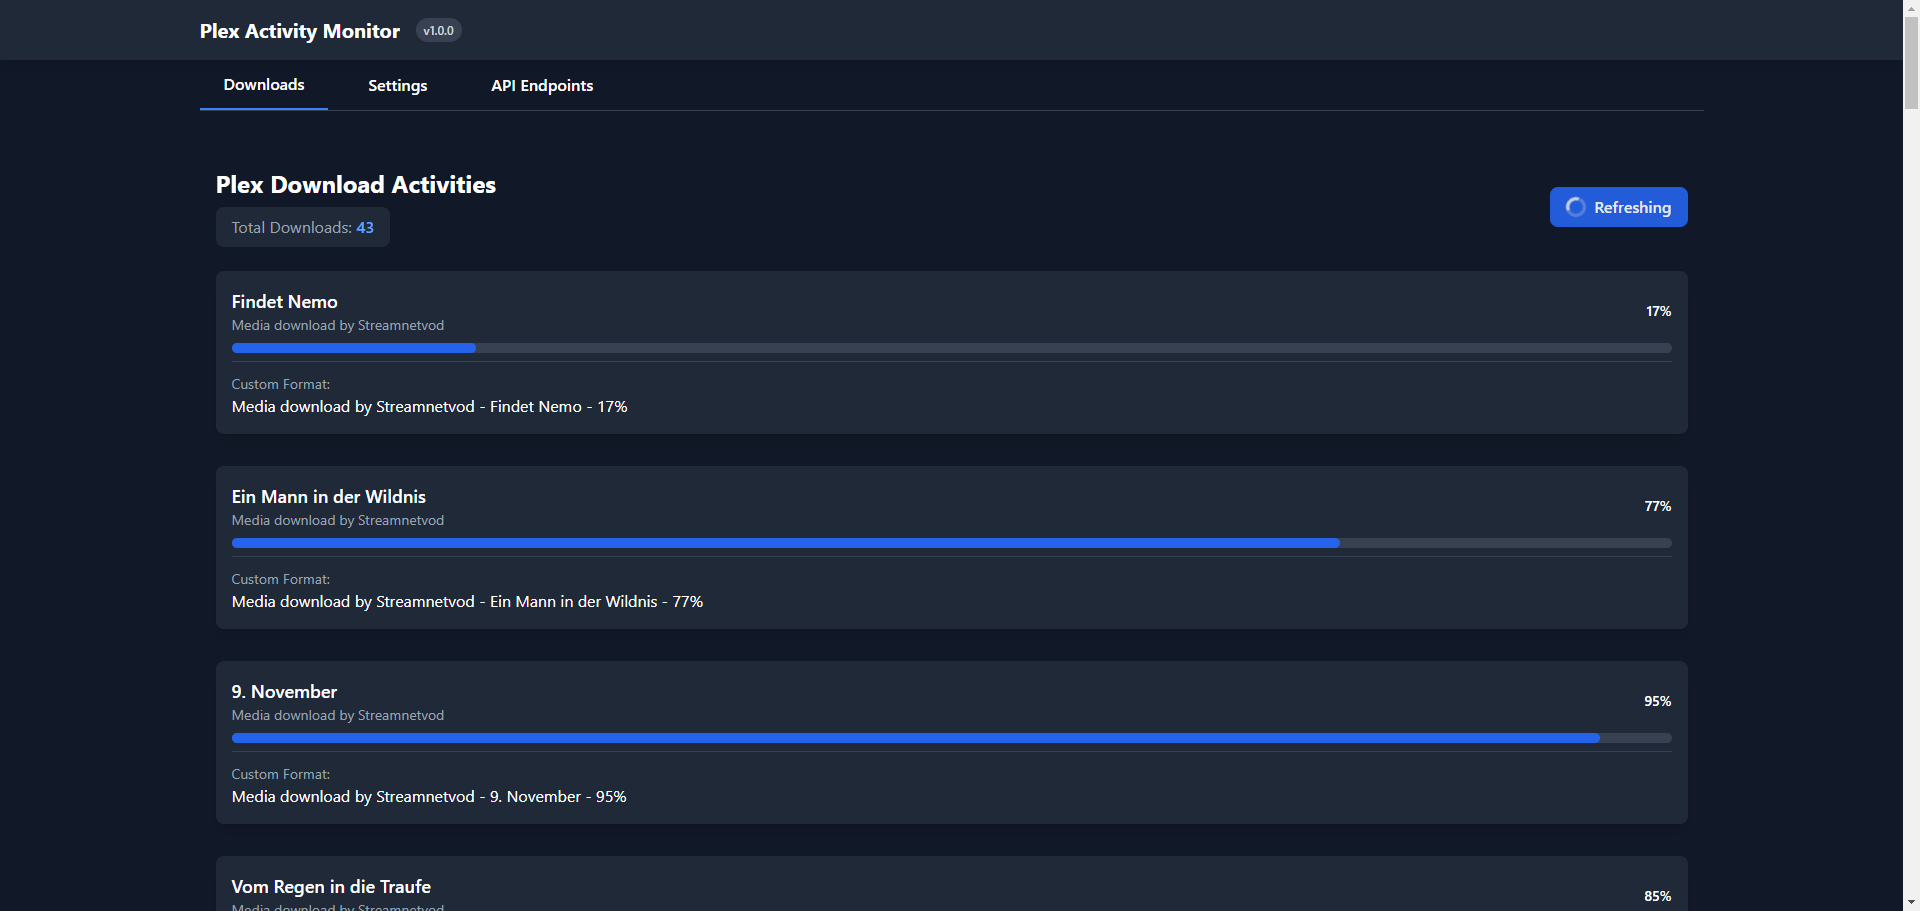 Plex Activity Monitor v1.0.0
Downloads Settings API Endpoints
Plex Download Activities
Total Downloads: 43
Refreshing
Findet Nemo
Media download by Streamnetvod
17%
Custom Format:
Media download by Streamnetvod - Findet Nemo - 17%
Ein Mann in der Wildnis
Media download by Streamnetvod
77%
Custom Format:
Media download by Streamnetvod - Ein Mann in der Wildnis - 77%
9. November
Media download by Streamnetvod
95%
Custom Format:
Media download by Streamnetvod - 9. November - 95%
Vom Regen in die Traufe
Media download by Streamnetvod
85%